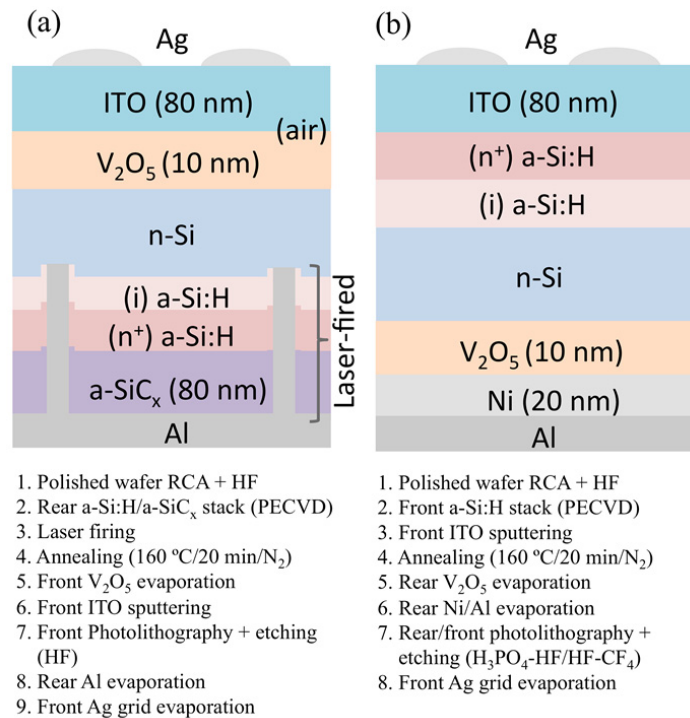 (a)
Ag
ITO (80 nm)
(air)
V₂O₅ (10 nm)
n-Si
(i) a-Si:H
(n⁺) a-Si:H
a-SiCₓ (80 nm)
Al
Laser-fired
1. Polished wafer RCA + HF
2. Rear a-Si:H/a-SiCₓ stack (PECVD)
3. Laser firing
4. Annealing (160 ºC/20 min/N₂)
5. Front V₂O₅ evaporation
6. Front ITO sputtering
7. Front Photolithography + etching
(HF)
8. Rear Al evaporation
9. Front Ag grid evaporation
(b)
Ag
ITO (80 nm)
(n⁺) a-Si:H
(i) a-Si:H
n-Si
V₂O₅ (10 nm)
Ni (20 nm)
Al
1. Polished wafer RCA + HF
2. Front a-Si:H stack (PECVD)
3. Front ITO sputtering
4. Annealing (160 ºC/20 min/N₂)
5. Rear V₂O₅ evaporation
6. Rear Ni/Al evaporation
7. Rear/front photolithography +
etching (H₃PO₄-HF/HF-CF₄)
8. Front Ag grid evaporation